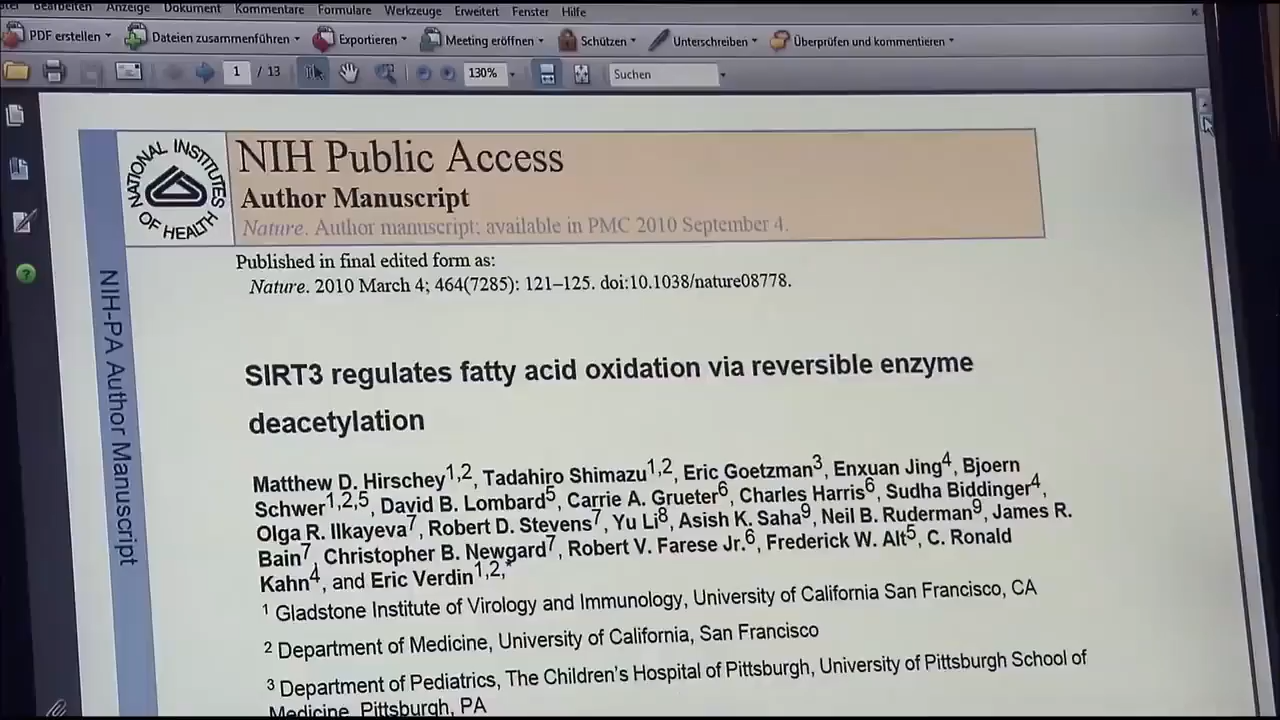 Bearbeiten Anzeige Dokument Kommentare Formulare Werkzeuge Erweitert Fenster Hilfe
PDF erstellen Dateien zusammenführen Exportieren Meeting eröffnen Schützen Unterschreiben Überprüfen und kommentieren
1 / 13 130% Suchen
NATIONAL INSTITUTES OF HEALTH
NIH Public Access
Author Manuscript
Nature. Author manuscript; available in PMC 2010 September 4.
Published in final edited form as:
Nature. 2010 March 4; 464(7285): 121–125. doi:10.1038/nature08778.
NIH-PA Author Manuscript
SIRT3 regulates fatty acid oxidation via reversible enzyme
deacetylation
Matthew D. Hirschey1,2, Tadahiro Shimazu1,2, Eric Goetzman3, Enxuan Jing4, Bjoern
Schwer1,2,5, David B. Lombard5, Carrie A. Grueter6, Charles Harris6, Sudha Biddinger4,
Olga R. Ilkayeva7, Robert D. Stevens7, Yu Li8, Asish K. Saha9, Neil B. Ruderman9, James R.
Bain7, Christopher B. Newgard7, Robert V. Farese Jr.6, Frederick W. Alt5, C. Ronald
Kahn4, and Eric Verdin1,2,*
1 Gladstone Institute of Virology and Immunology, University of California San Francisco, CA
2 Department of Medicine, University of California, San Francisco
3 Department of Pediatrics, The Children's Hospital of Pittsburgh, University of Pittsburgh School of
Medicine, Pittsburgh, PA